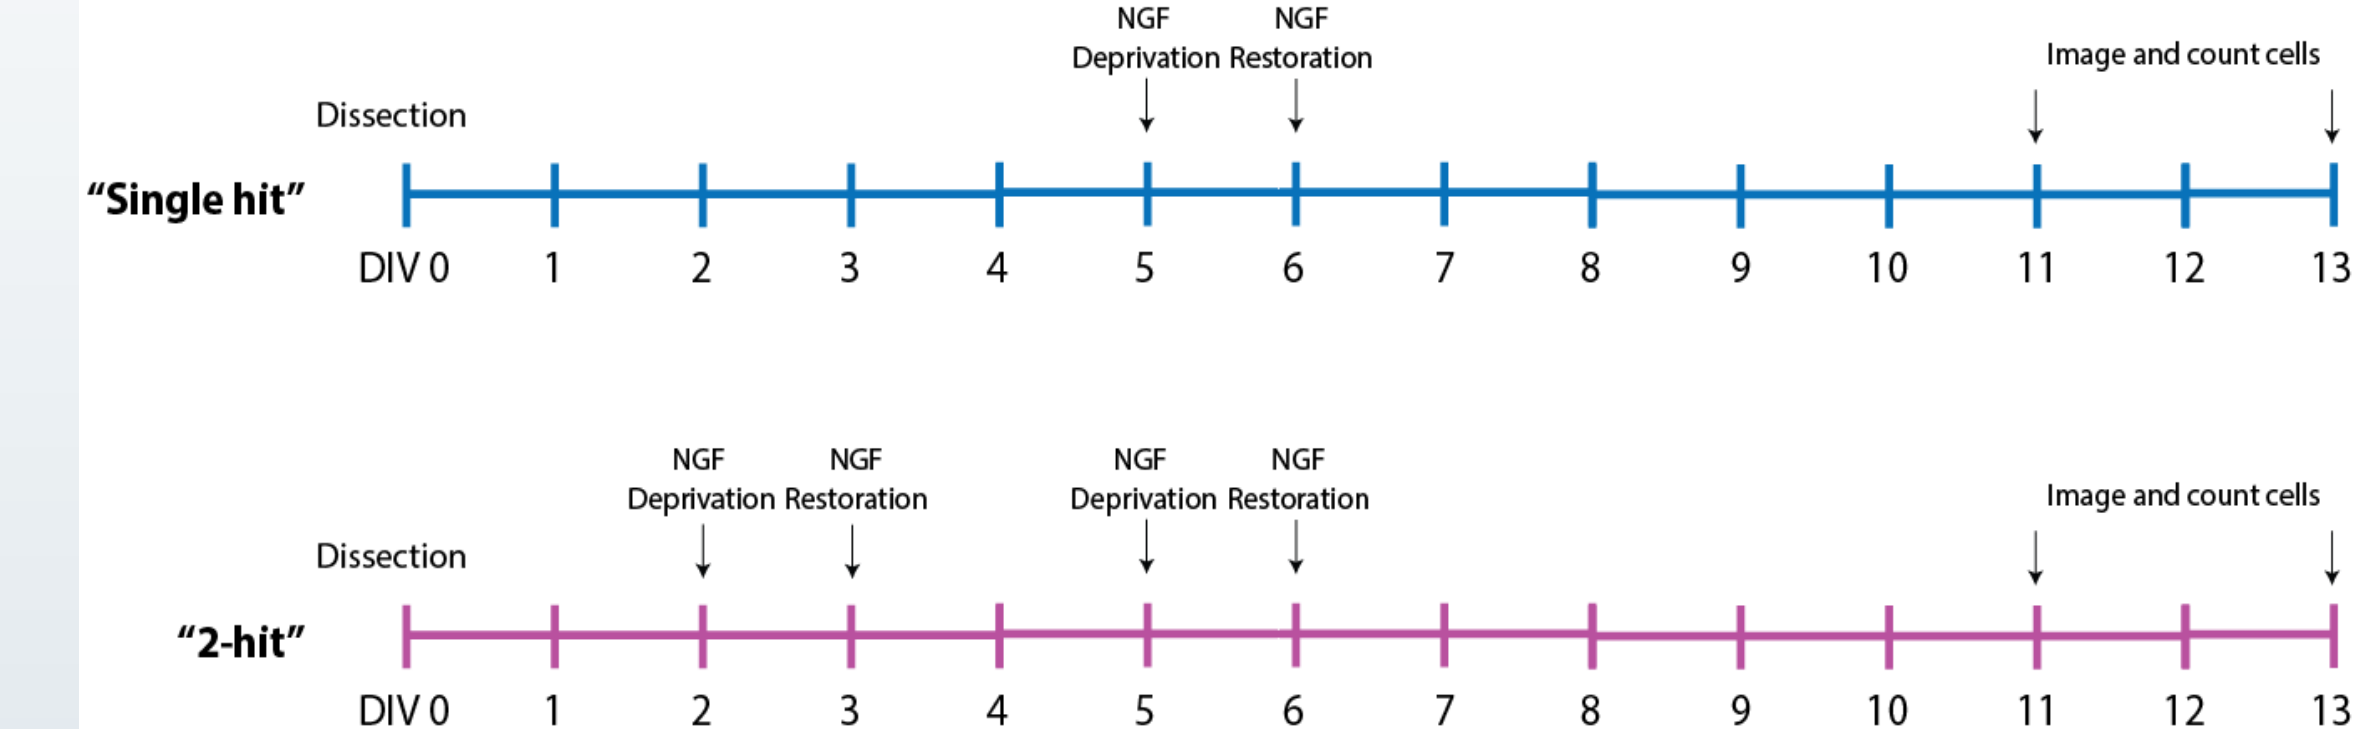 NGF NGF
Deprivation Restoration
Image and count cells
Dissection
“Single hit”
DIV 0 1 2 3 4 5 6 7 8 9 10 11 12 13
NGF NGF NGF NGF
Deprivation Restoration Deprivation Restoration
Image and count cells
Dissection
“2-hit”
DIV 0 1 2 3 4 5 6 7 8 9 10 11 12 13